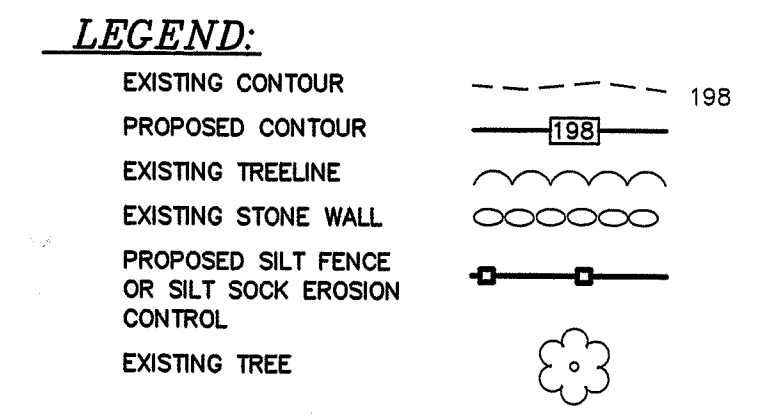 LEGEND:
EXISTING CONTOUR 198
PROPOSED CONTOUR 198
EXISTING TREELINE
EXISTING STONE WALL
PROPOSED SILT FENCE
OR SILT SOCK EROSION
CONTROL
EXISTING TREE